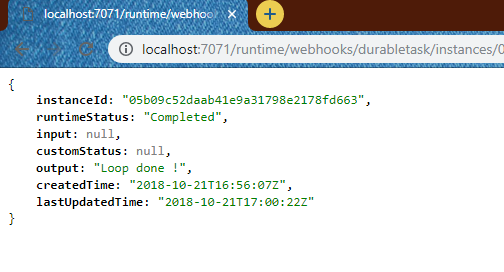 localhost:7071/runtime/webhoo
localhost:7071/runtime/webhooks/durabletask/instances/0
{
instanceId: "05b09c52daab41e9a31798e2178fd663",
runtimeStatus: "Completed",
input: null,
customStatus: null,
output: "Loop done !",
createdTime: "2018-10-21T16:56:07Z",
lastUpdatedTime: "2018-10-21T17:00:22Z"
}